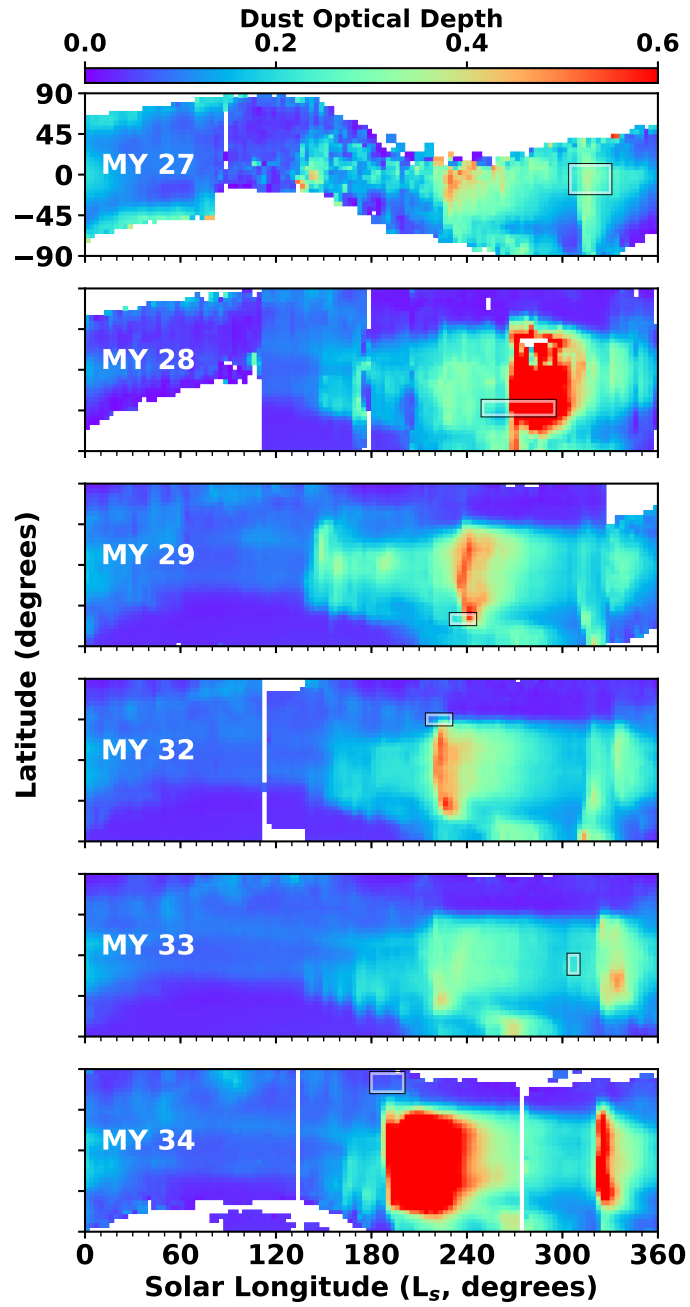 Dust Optical Depth
0.0 0.2 0.4 0.6
90
45
0
−45
−90
MY 27
MY 28
MY 29
MY 32
MY 33
MY 34
Latitude (degrees)
0 60 120 180 240 300 360
Solar Longitude (Ls, degrees)